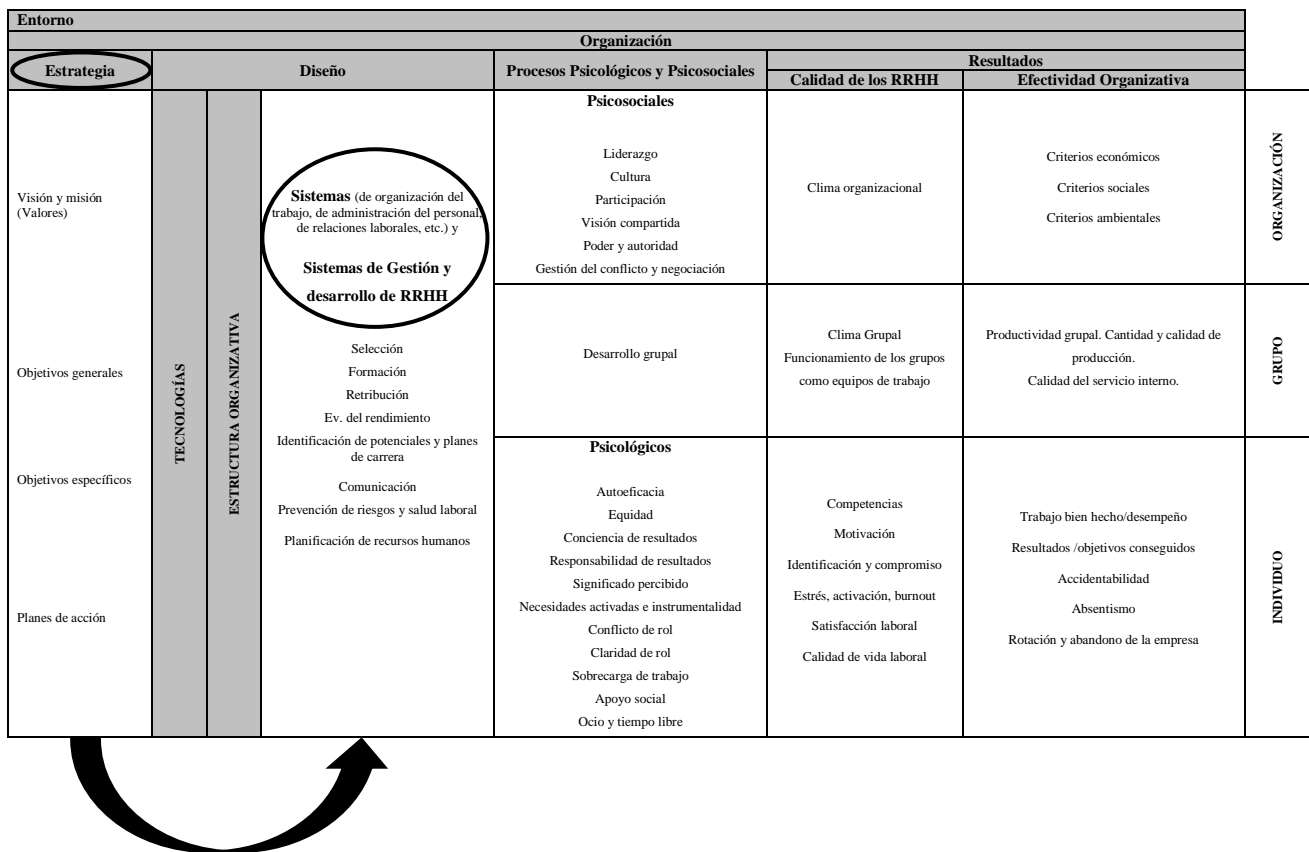 Entorno
Organización
Estrategia
Diseño
Procesos Psicológicos y Psicosociales
Resultados
Calidad de los RRHH
Efectividad Organizativa
Visión y misión
(Valores)
Objetivos generales
Objetivos específicos
Planes de acción
TECNOLOGÍAS
ESTRUCTURA ORGANIZATIVA
Sistemas (de organización del
trabajo, de administración del personal,
de relaciones laborales, etc.) y
Sistemas de Gestión y
desarrollo de RRHH
Selección
Formación
Retribución
Ev. del rendimiento
Identificación de potenciales y planes
de carrera
Comunicación
Prevención de riesgos y salud laboral
Planificación de recursos humanos
Psicosociales
Liderazgo
Cultura
Participación
Visión compartida
Poder y autoridad
Gestión del conflicto y negociación
Clima organizacional
Criterios económicos
Criterios sociales
Criterios ambientales
ORGANIZACIÓN
Desarrollo grupal
Clima Grupal
Funcionamiento de los grupos
como equipos de trabajo
Productividad grupal. Cantidad y calidad de
producción.
Calidad del servicio interno.
GRUPO
Psicológicos
Autoeficacia
Equidad
Conciencia de resultados
Responsabilidad de resultados
Significado percibido
Necesidades activadas e instrumentalidad
Conflicto de rol
Claridad de rol
Sobrecarga de trabajo
Apoyo social
Ocio y tiempo libre
Competencias
Motivación
Identificación y compromiso
Estrés, activación, burnout
Satisfacción laboral
Calidad de vida laboral
Trabajo bien hecho/desempeño
Resultados /objetivos conseguidos
Accidentabilidad
Absentismo
Rotación y abandono de la empresa
INDIVIDUO